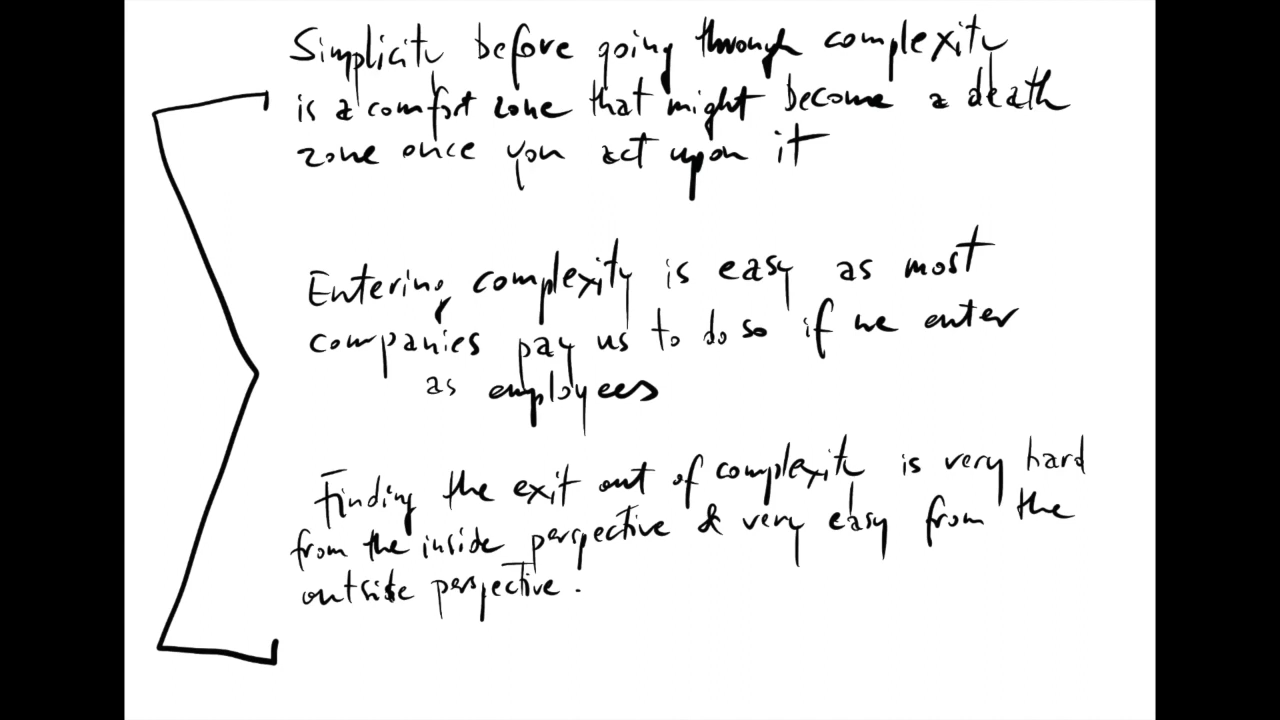 Simplicity before going through complexity
is a comfort zone that might become a death
zone once you act upon it
Entering complexity is easy as most
companies pay us to do so if we enter
as employees
Finding the exit out of complexity is very hard
from the inside perspective & very easy from the
outside perspective.